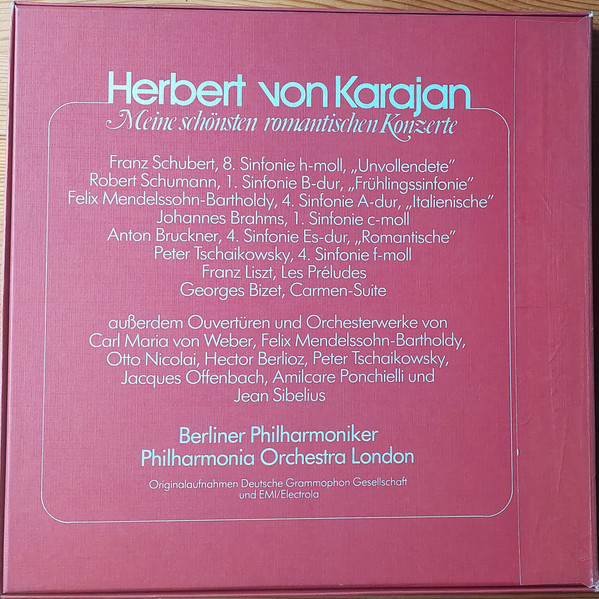 Herbert von Karajan
Meine schönsten romantischen Konzerte
Franz Schubert, 8. Sinfonie h-moll, „Unvollendete”
Robert Schumann, 1. Sinfonie B-dur, „Frühlingssinfonie”
Felix Mendelssohn-Bartholdy, 4. Sinfonie A-dur, „Italienische”
Johannes Brahms, 1. Sinfonie c-moll
Anton Bruckner, 4. Sinfonie Es-dur, „Romantische”
Peter Tschaikowsky, 4. Sinfonie f-moll
Franz Liszt, Les Préludes
Georges Bizet, Carmen-Suite
außerdem Ouvertüren und Orchesterwerke von
Carl Maria von Weber, Felix Mendelssohn-Bartholdy,
Otto Nicolai, Hector Berlioz, Peter Tschaikowsky,
Jacques Offenbach, Amilcare Ponchielli und
Jean Sibelius
Berliner Philharmoniker
Philharmonia Orchestra London
Originalaufnahmen Deutsche Grammophon Gesellschaft
und EMI/Electrola